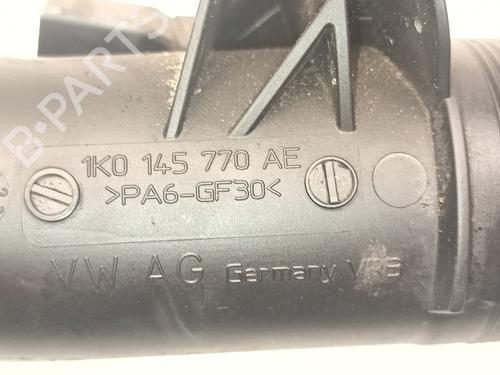 B-PARTS
1K0 145 770 AE
>PA6-GF30<
VW AG Germany